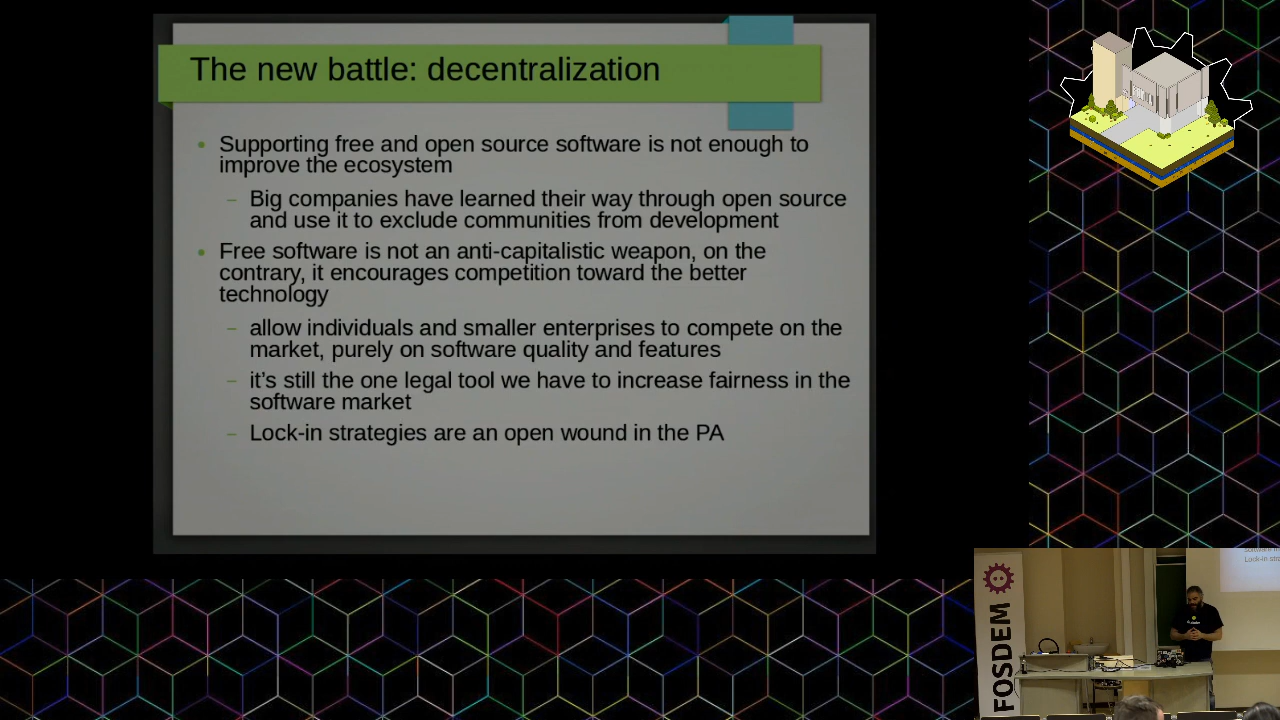 The new battle: decentralization
Supporting free and open source software is not enough to
improve the ecosystem
– Big companies have learned their way through open source
and use it to exclude communities from development
Free software is not an anti-capitalistic weapon, on the
contrary, it encourages competition toward the better
technology
– allow individuals and smaller enterprises to compete on the
market, purely on software quality and features
– it’s still the one legal tool we have to increase fairness in the
software market
– Lock-in strategies are an open wound in the PA
FOSDEM